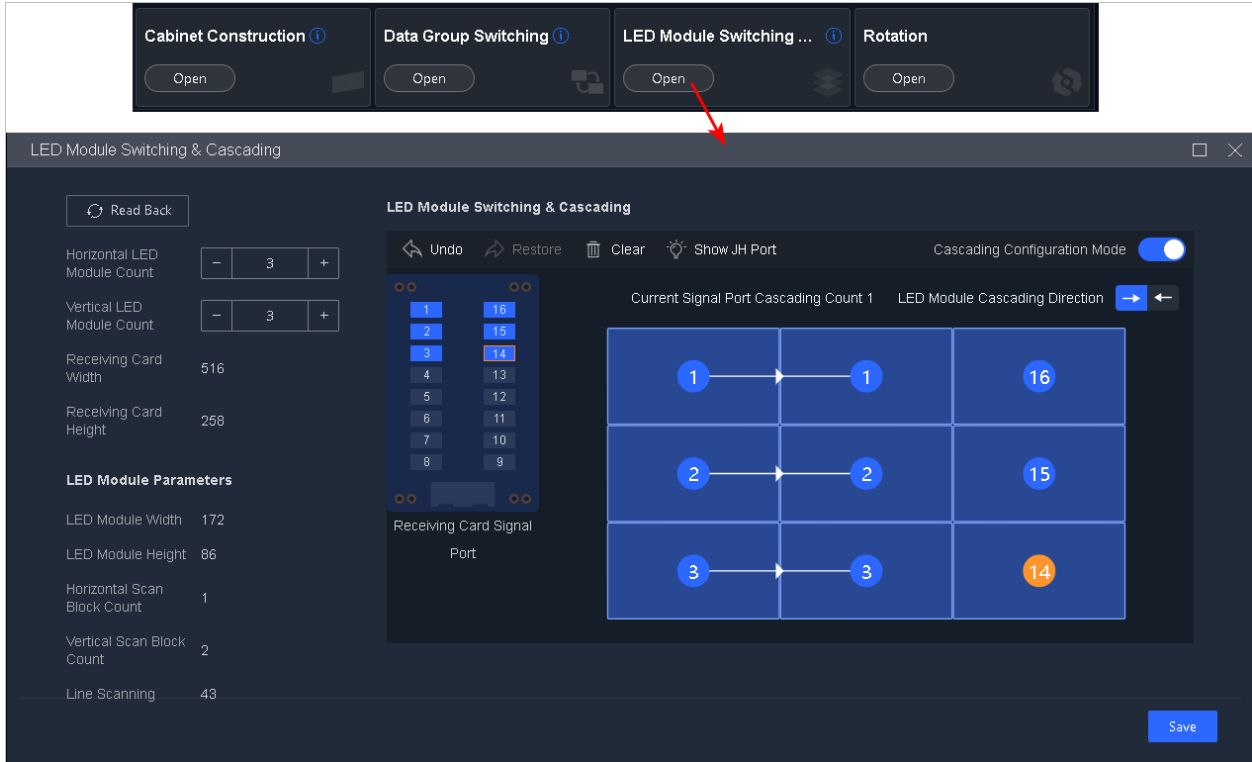 Cabinet Construction
Data Group Switching
LED Module Switching ...
Rotation
Open
Open
Open
Open
LED Module Switching & Cascading
Read Back
Horizontal LED
Module Count
- 3 +
Vertical LED
Module Count
- 3 +
Receiving Card
Width
516
Receiving Card
Height
258
LED Module Parameters
LED Module Width 172
LED Module Height 86
Horizontal Scan
Block Count
1
Vertical Scan Block
Count
2
Line Scanning 43
LED Module Switching & Cascading
Undo
Restore
Clear
Show JH Port
Cascading Configuration Mode
1 16
2 15
3 14
4 13
5 12
6 11
7 10
8 9
Receiving Card Signal
Port
Current Signal Port Cascading Count 1
LED Module Cascading Direction
1 1 16
2 2 15
3 3 14
Save